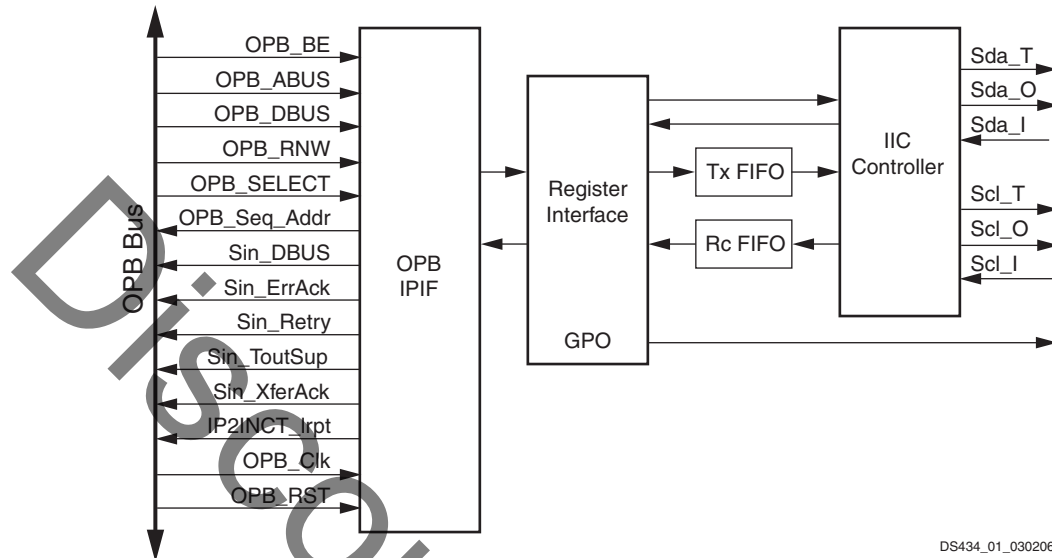 OPB Bus
OPB_BE
OPB_ABUS
OPB_DBUS
OPB_RNW
OPB_SELECT
OPB_Seq_Addr
Sin_DBUS
Sin_ErrAck
Sin_Retry
Sin_ToutSup
Sin_XferAck
IP2INCT_Irpt
OPB_Clk
OPB_RST
OPB
IPIF
Register
Interface
GPO
Tx FIFO
Rc FIFO
IIC
Controller
Sda_T
Sda_O
Sda_I
Scl_T
Scl_O
Scl_I
DS434_01_030206
Disco